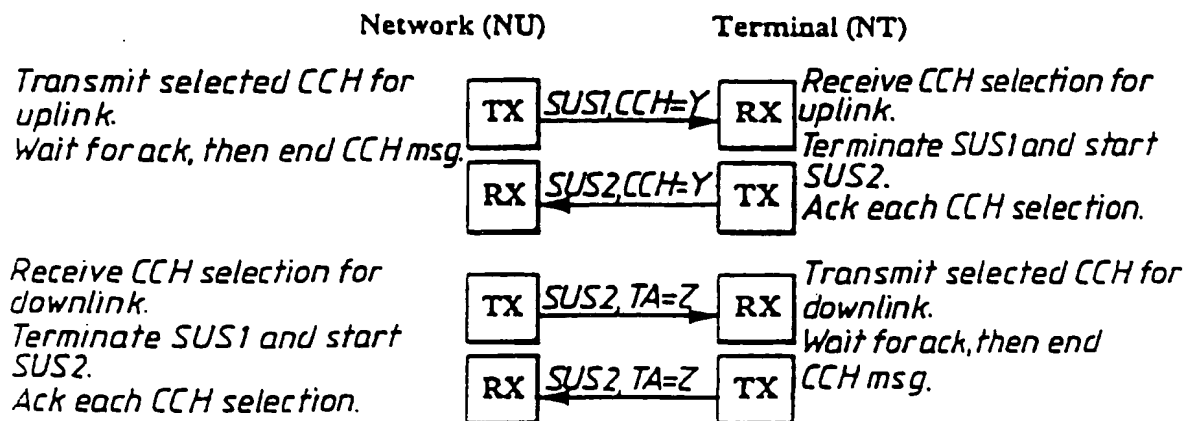 Network (NU) Terminal (NT)
Transmit selected CCH for
uplink.
Wait for ack, then end CCH msg.
TX SUS1,CCH=Y RX
RX SUS2,CCH=Y TX
Receive CCH selection for
uplink.
Terminate SUS1 and start
SUS2.
Ack each CCH selection.
Receive CCH selection for
downlink.
Terminate SUS1 and start
SUS2.
Ack each CCH selection.
TX SUS2, TA=Z RX
RX SUS2, TA=Z TX
Transmit selected CCH for
downlink.
Wait for ack, then end
CCH msg.